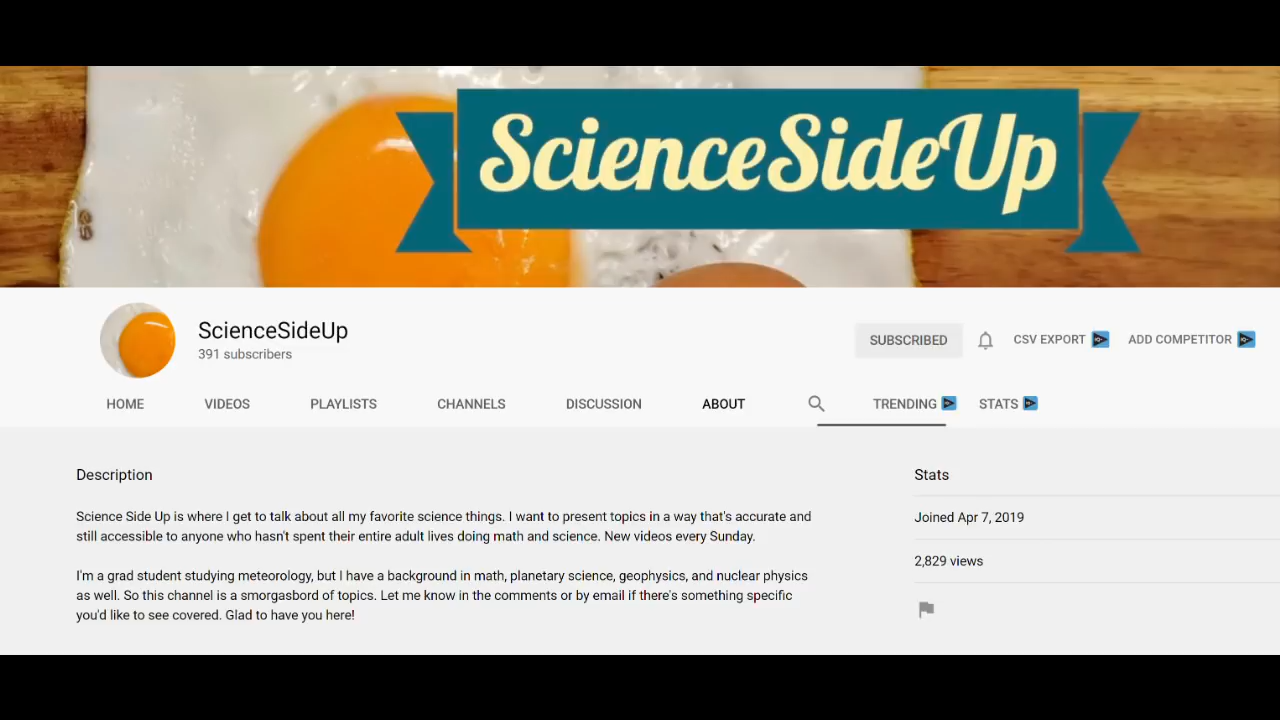 ScienceSideUp
ScienceSideUp
391 subscribers
SUBSCRIBED
CSV EXPORT
ADD COMPETITOR
HOME
VIDEOS
PLAYLISTS
CHANNELS
DISCUSSION
ABOUT
TRENDING
STATS
Description
Science Side Up is where I get to talk about all my favorite science things. I want to present topics in a way that's accurate and
still accessible to anyone who hasn't spent their entire adult lives doing math and science. New videos every Sunday.
I'm a grad student studying meteorology, but I have a background in math, planetary science, geophysics, and nuclear physics
as well. So this channel is a smorgasbord of topics. Let me know in the comments or by email if there's something specific
you'd like to see covered. Glad to have you here!
Stats
Joined Apr 7, 2019
2,829 views